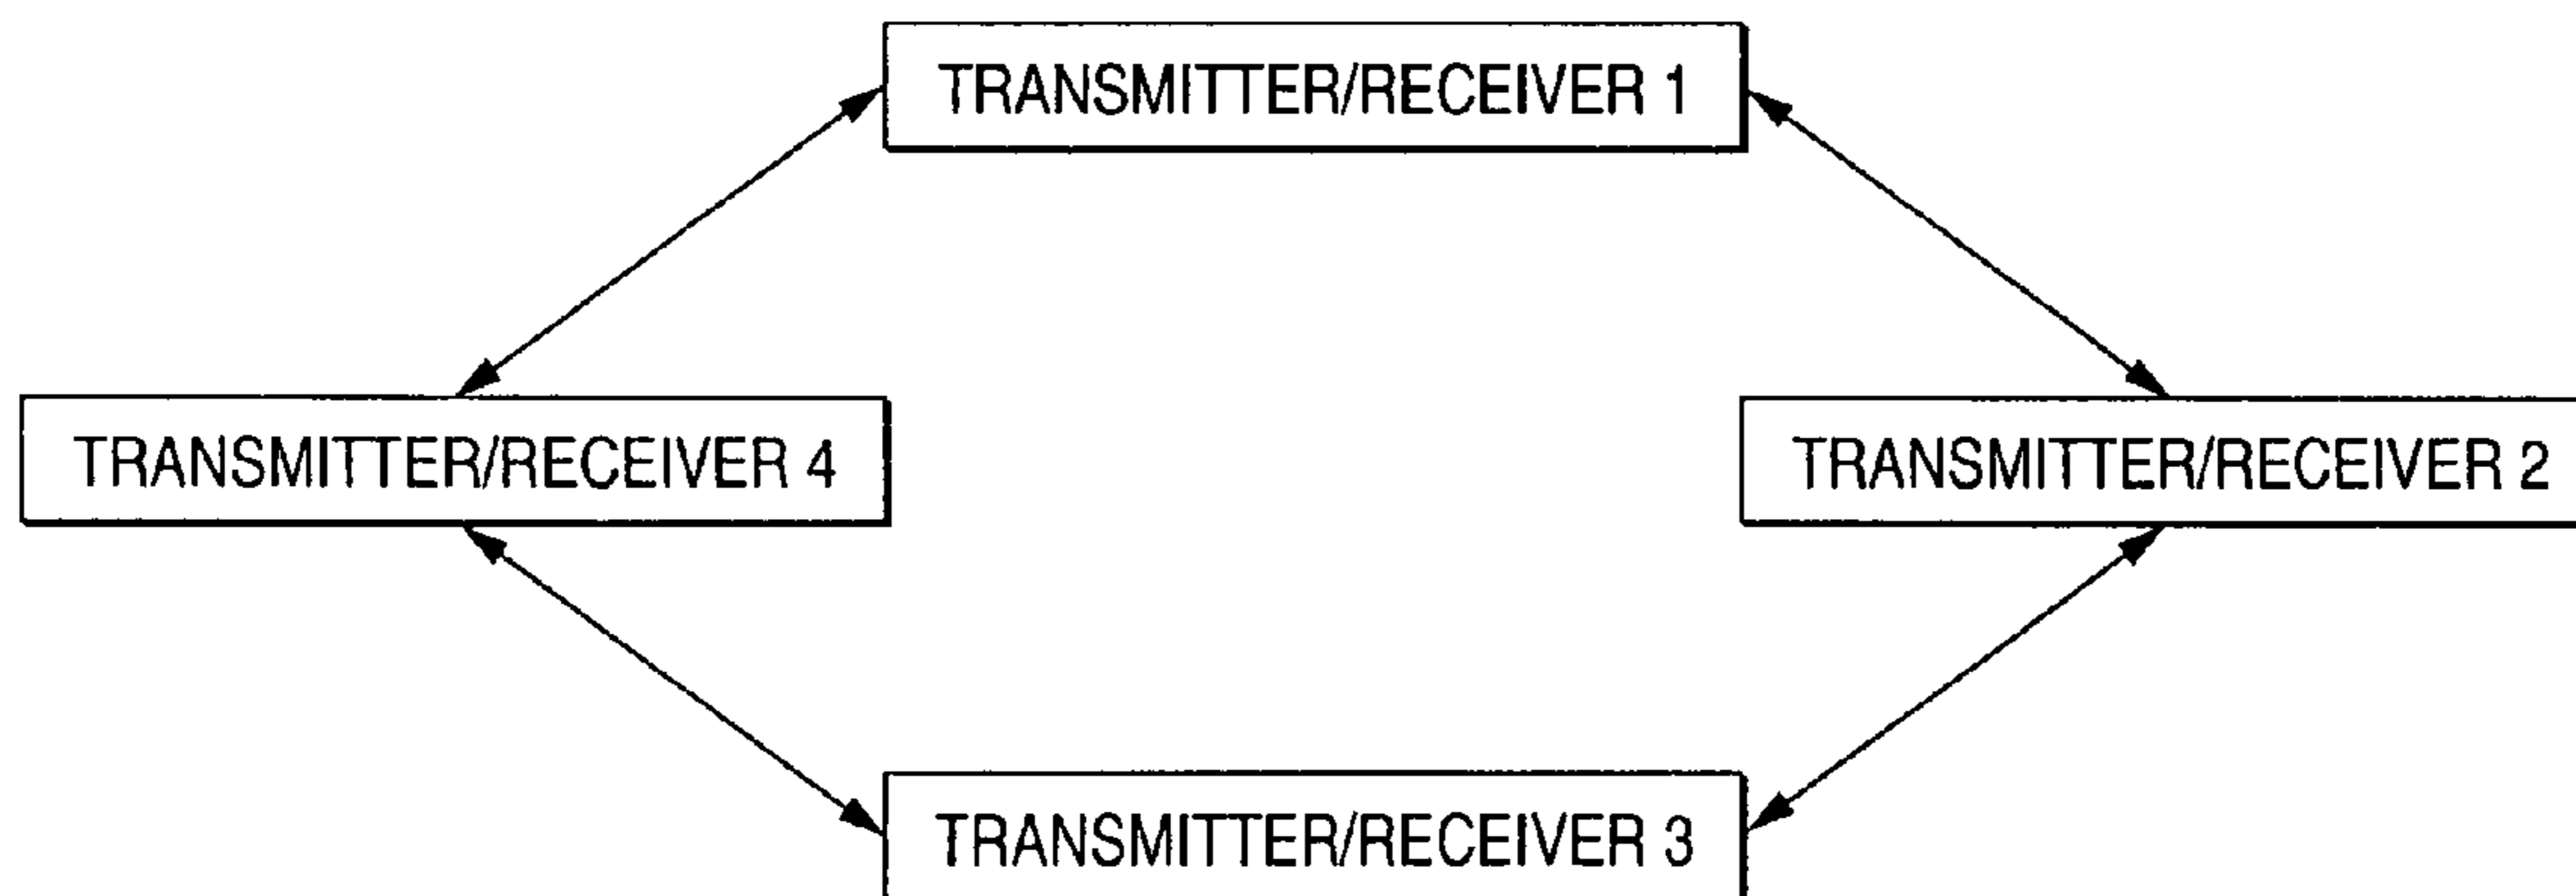 TRANSMITTER/RECEIVER 1
TRANSMITTER/RECEIVER 4
TRANSMITTER/RECEIVER 2
TRANSMITTER/RECEIVER 3